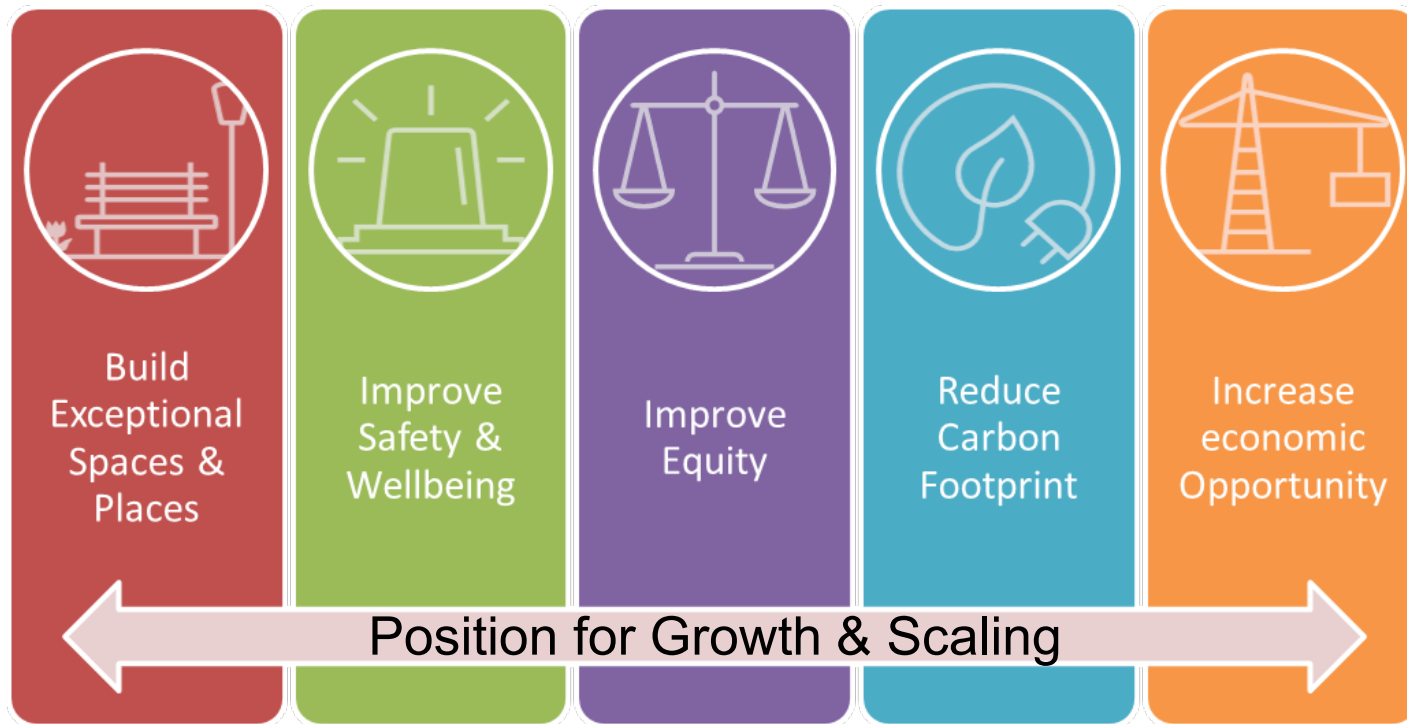 Build
Exceptional
Spaces &
Places
Improve
Safety &
Wellbeing
Improve
Equity
Reduce
Carbon
Footprint
Increase
economic
Opportunity
Position for Growth & Scaling